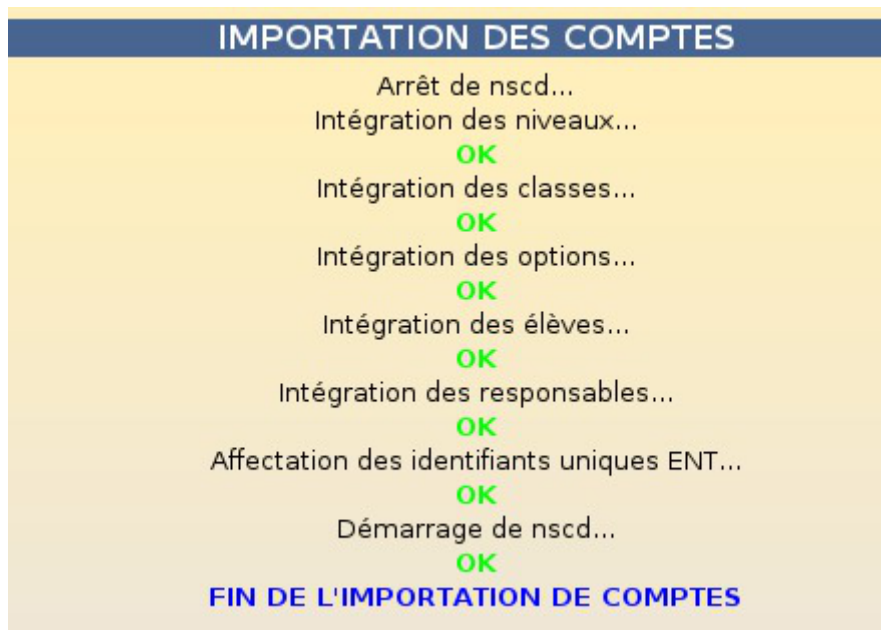 IMPORTATION DES COMPTES
Arrêt de nscd...
Intégration des niveaux...
OK
Intégration des classes...
OK
Intégration des options...
OK
Intégration des élèves...
OK
Intégration des responsables...
OK
Affectation des identifiants uniques ENT...
OK
Démarrage de nscd...
OK
FIN DE L'IMPORTATION DE COMPTES